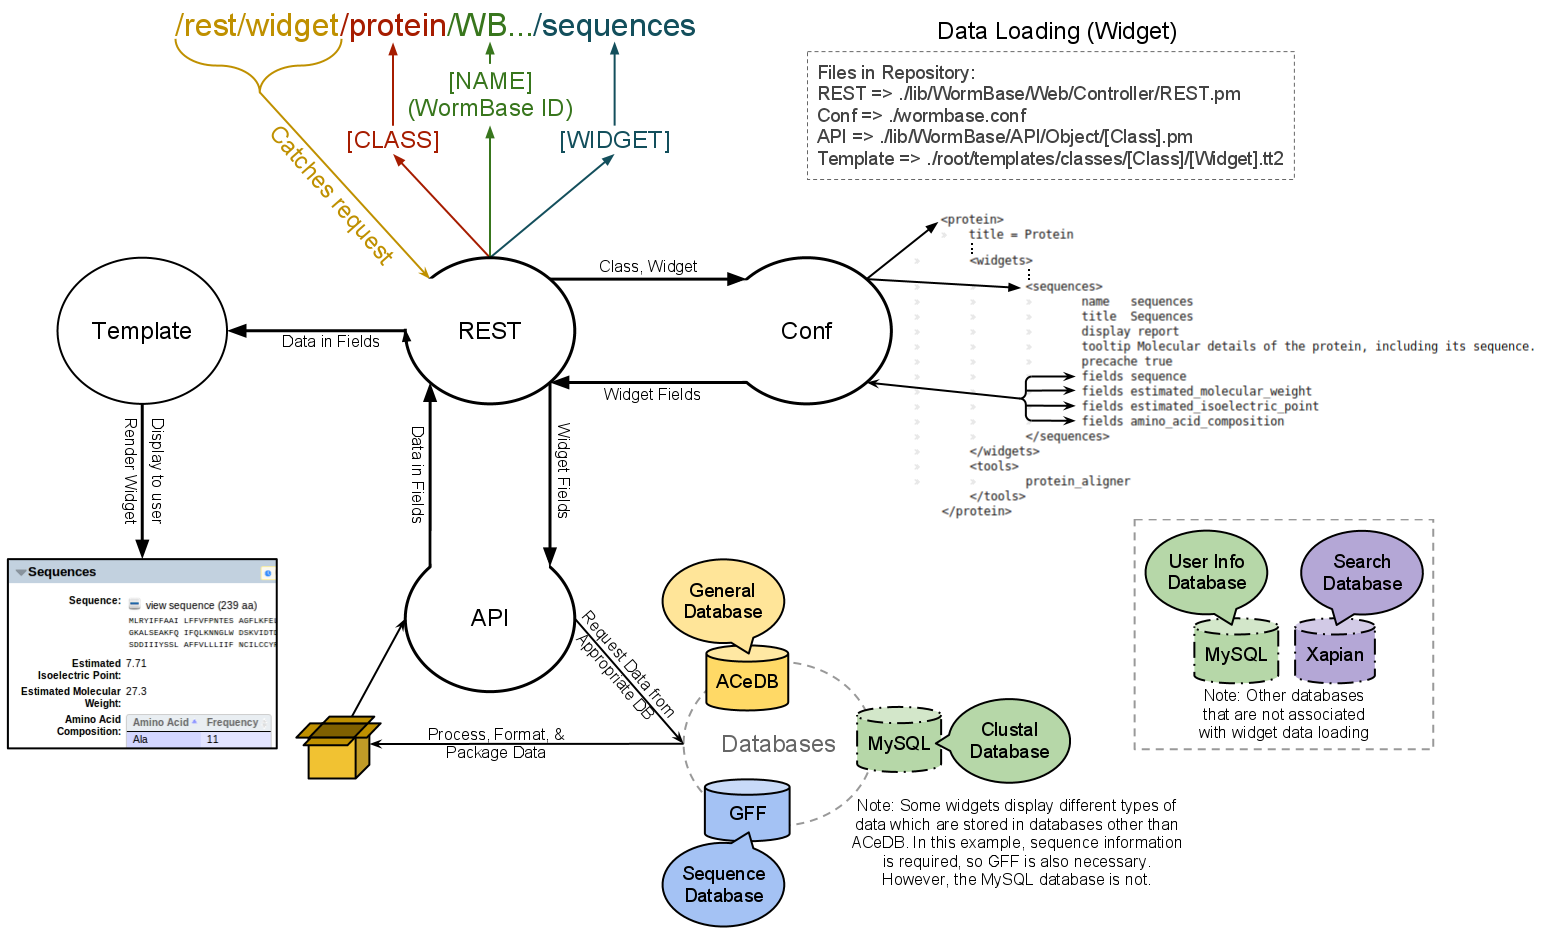 /rest/widget/protein/WB.../sequences
Data Loading (Widget)
Files in Repository:
REST => ./lib/WormBase/Web/Controller/REST.pm
Conf => ./wormbase.conf
API => ./lib/WormBase/API/Object/[Class].pm
Template => ./root/templates/classes/[Class]/[Widget].tt2
[NAME]
(WormBase ID)
[CLASS]
[WIDGET]
Catches request
Template
Data in Fields
REST
Class, Widget
Widget Fields
Conf
<protein>
title = Protein
<widgets>
<sequences>
name sequences
title Sequences
display report
tooltip Molecular details of the protein, including its sequence.
precache true
fields sequence
fields estimated_molecular_weight
fields estimated_isoelectric_point
fields amino_acid_composition
</sequences>
</widgets>
<tools>
protein_aligner
</tools>
</protein>
Display to user
Render Widget
Data in Fields
Widget Fields
API
Sequences
Sequence:
view sequence (239 aa)
MLRYIFFAAI LFFVFPNTES AGFLKFEL
GKALSEAKFQ IFQLKNNGLW DSKVIDTD
SDDIIIYSSL AFFVLLLIIF NCILCCYF
Estimated
Isoelectric Point:
7.71
Estimated Molecular
Weight:
27.3
Amino Acid
Composition:
Amino Acid Frequency
Ala 11
Request Data from
Appropriate DB
Process, Format, &
Package Data
General
Database
ACeDB
Databases
MySQL
Clustal
Database
GFF
Sequence
Database
Note: Some widgets display different types of
data which are stored in databases other than
ACeDB. In this example, sequence information
is required, so GFF is also necessary.
However, the MySQL database is not.
User Info
Database
MySQL
Search
Database
Xapian
Note: Other databases
that are not associated
with widget data loading